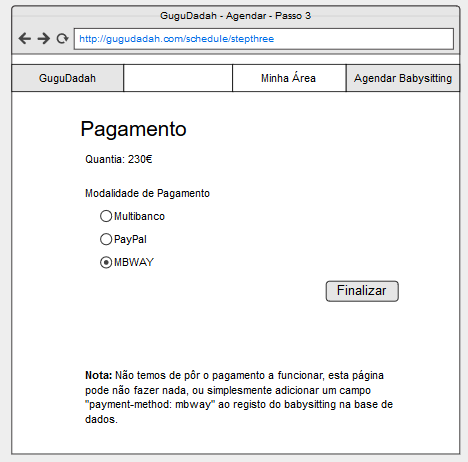 GuguDadah - Agendar - Passo 3
http://gugudadah.com/schedule/stepthree
GuguDadah
Minha Área
Agendar Babysitting
Pagamento
Quantia: 230€
Modalidade de Pagamento
Multibanco
PayPal
MBWAY
Finalizar
Nota: Não temos de pôr o pagamento a funcionar, esta página
pode não fazer nada, ou simplesmente adicionar um campo
"payment-method: mbway" ao registo do babysitting na base de
dados.